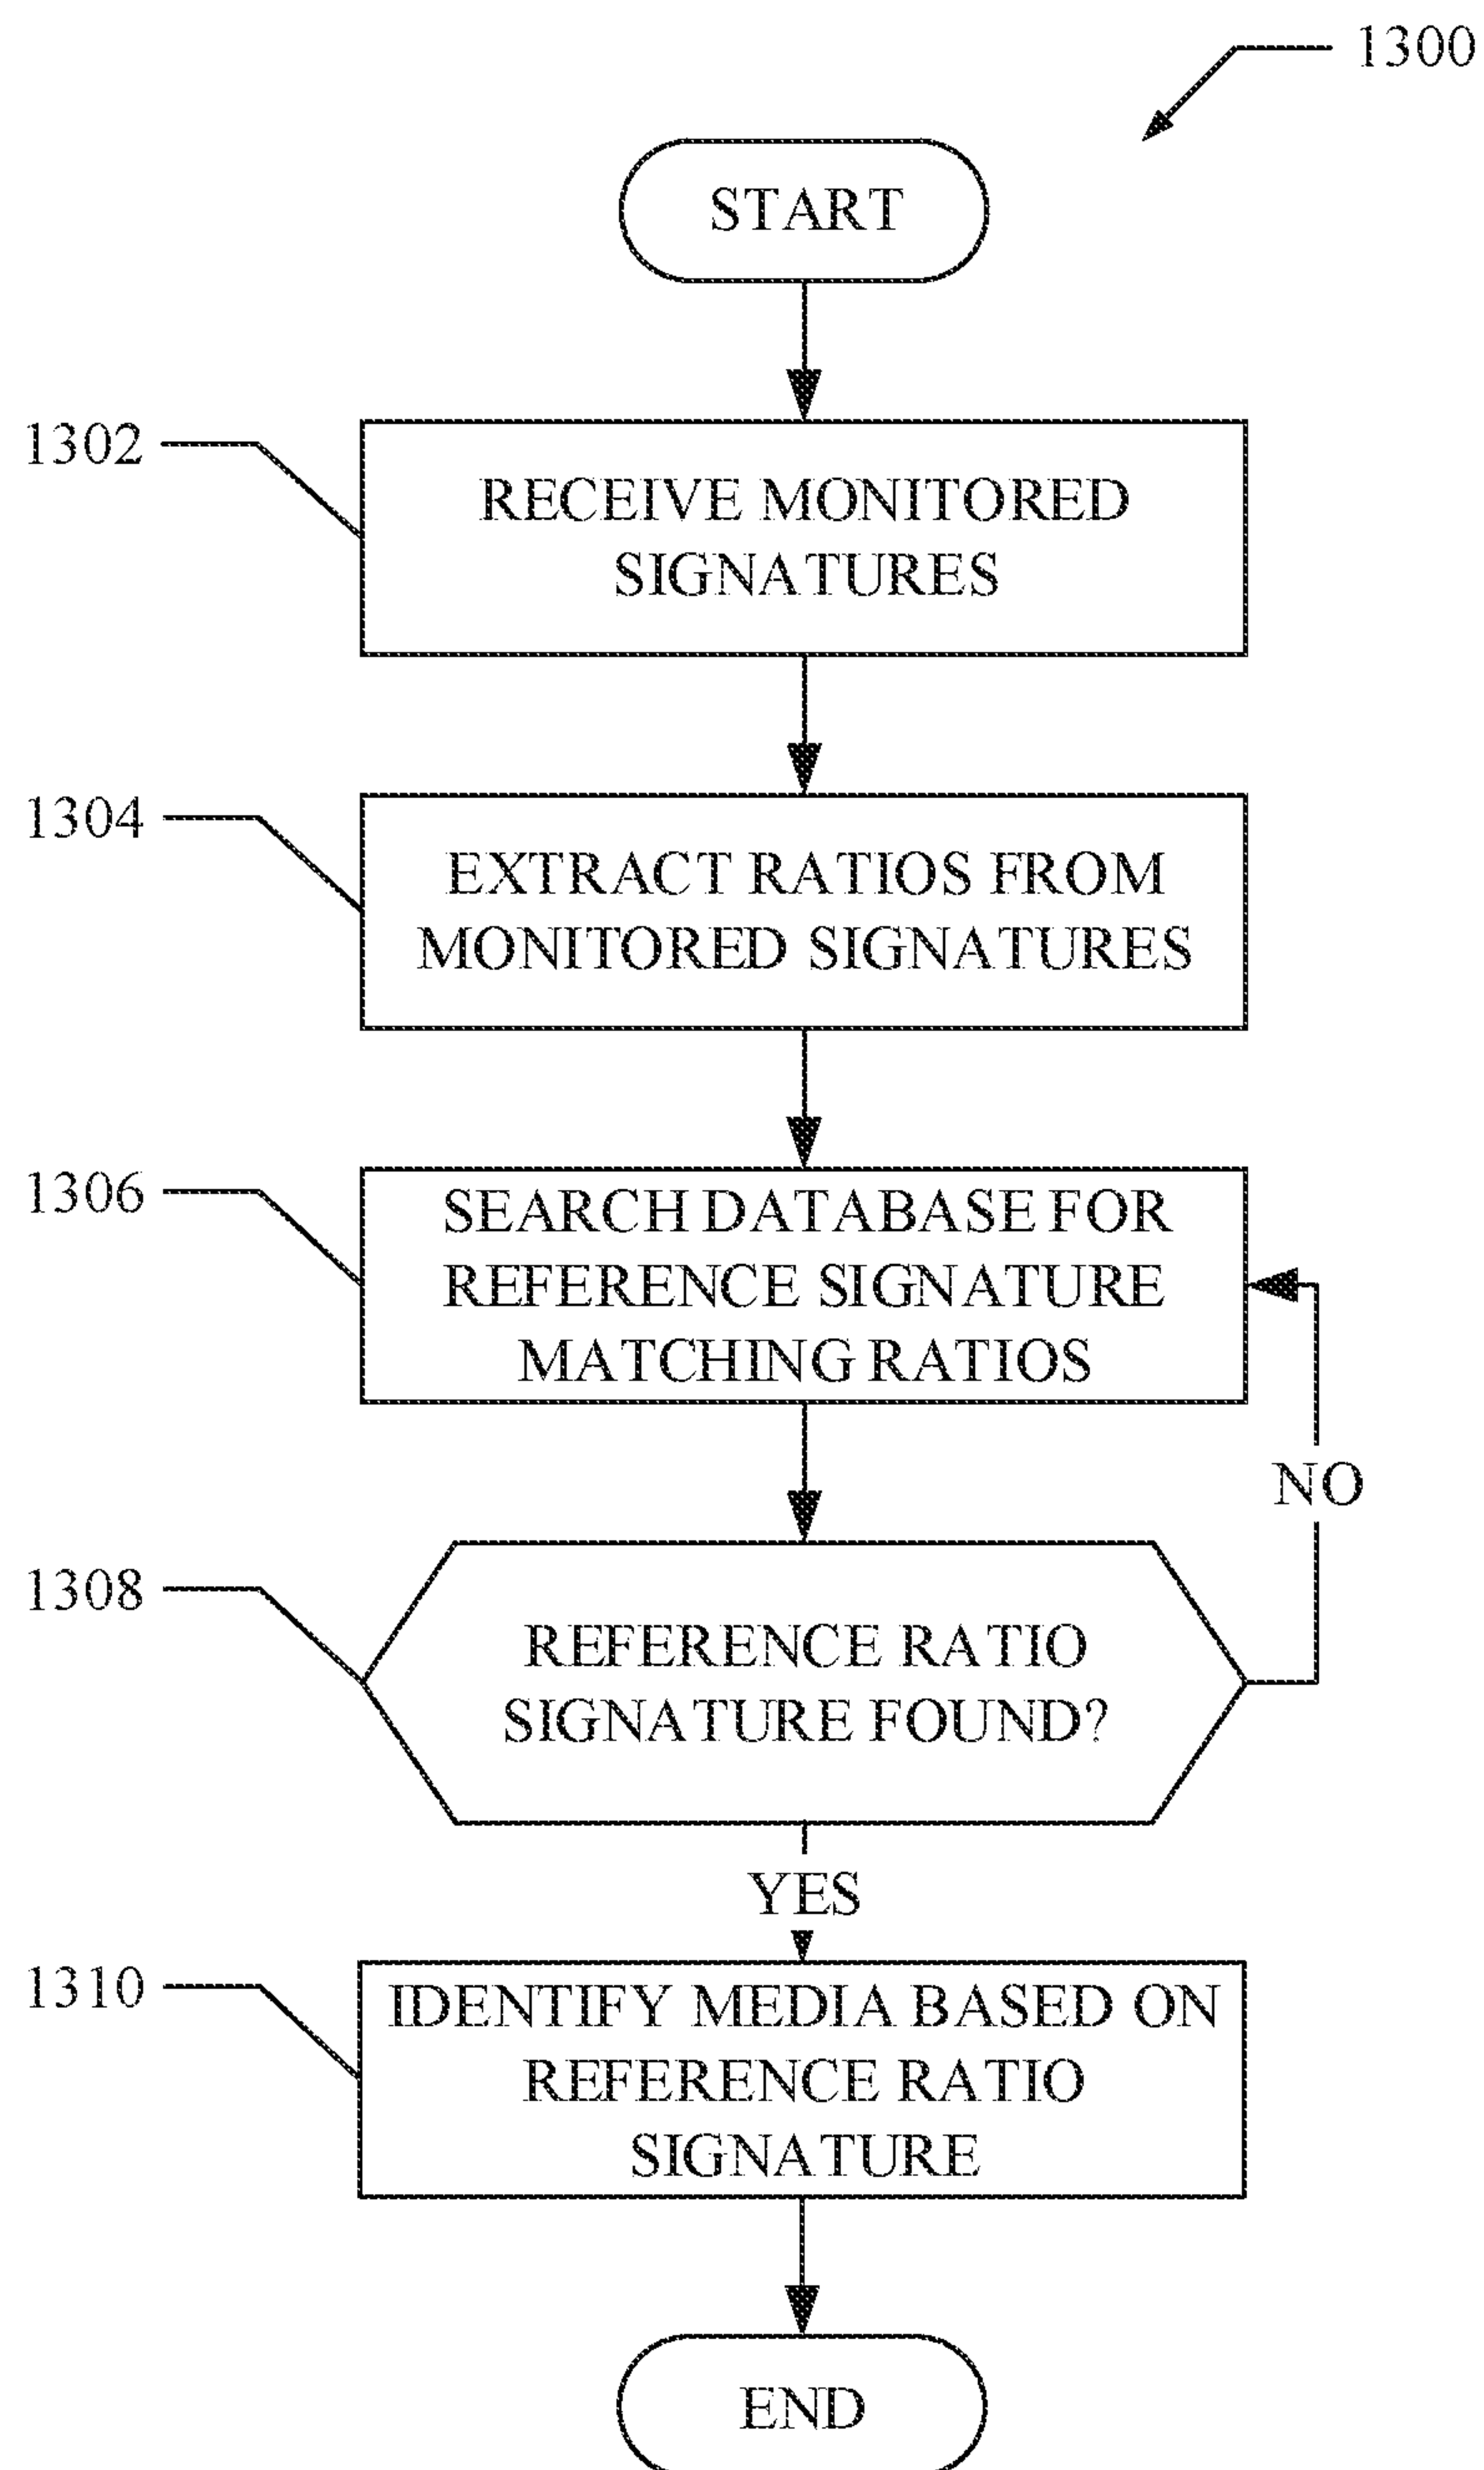 1300
START
1302
RECEIVE MONITORED
SIGNATURES
1304
EXTRACT RATIOS FROM
MONITORED SIGNATURES
1306
SEARCH DATABASE FOR
REFERENCE SIGNATURE
MATCHING RATIOS
NO
1308
REFERENCE RATIO
SIGNATURE FOUND?
YES
1310
IDENTIFY MEDIA BASED ON
REFERENCE RATIO
SIGNATURE
END